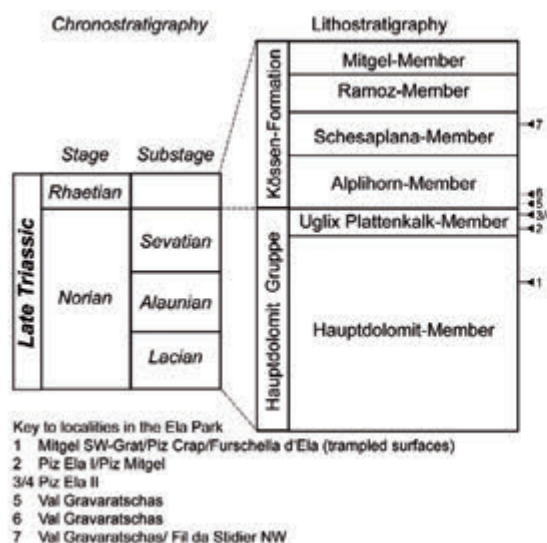 Chronostratigraphy
Lithostratigraphy
Stage
Substage
Late Triassic
Rhaetian
Norian
Sevatian
Alaunian
Lacian
Kössen-Formation
Mitgel-Member
Ramoz-Member
Schesaplana-Member
Alplihorn-Member
Hauptdolomit Gruppe
Uglix Plattenkalk-Member
Hauptdolomit-Member
7
6
5
3/4
2
1
Key to localities in the Ela Park
1 Mitgel SW-Grat/Piz Crap/Furschella d'Ela (trampled surfaces)
2 Piz Ela I/Piz Mitgel
3/4 Piz Ela II
5 Val Gravaratschas
6 Val Gravaratschas
7 Val Gravaratschas/ Fil da Stidier NW